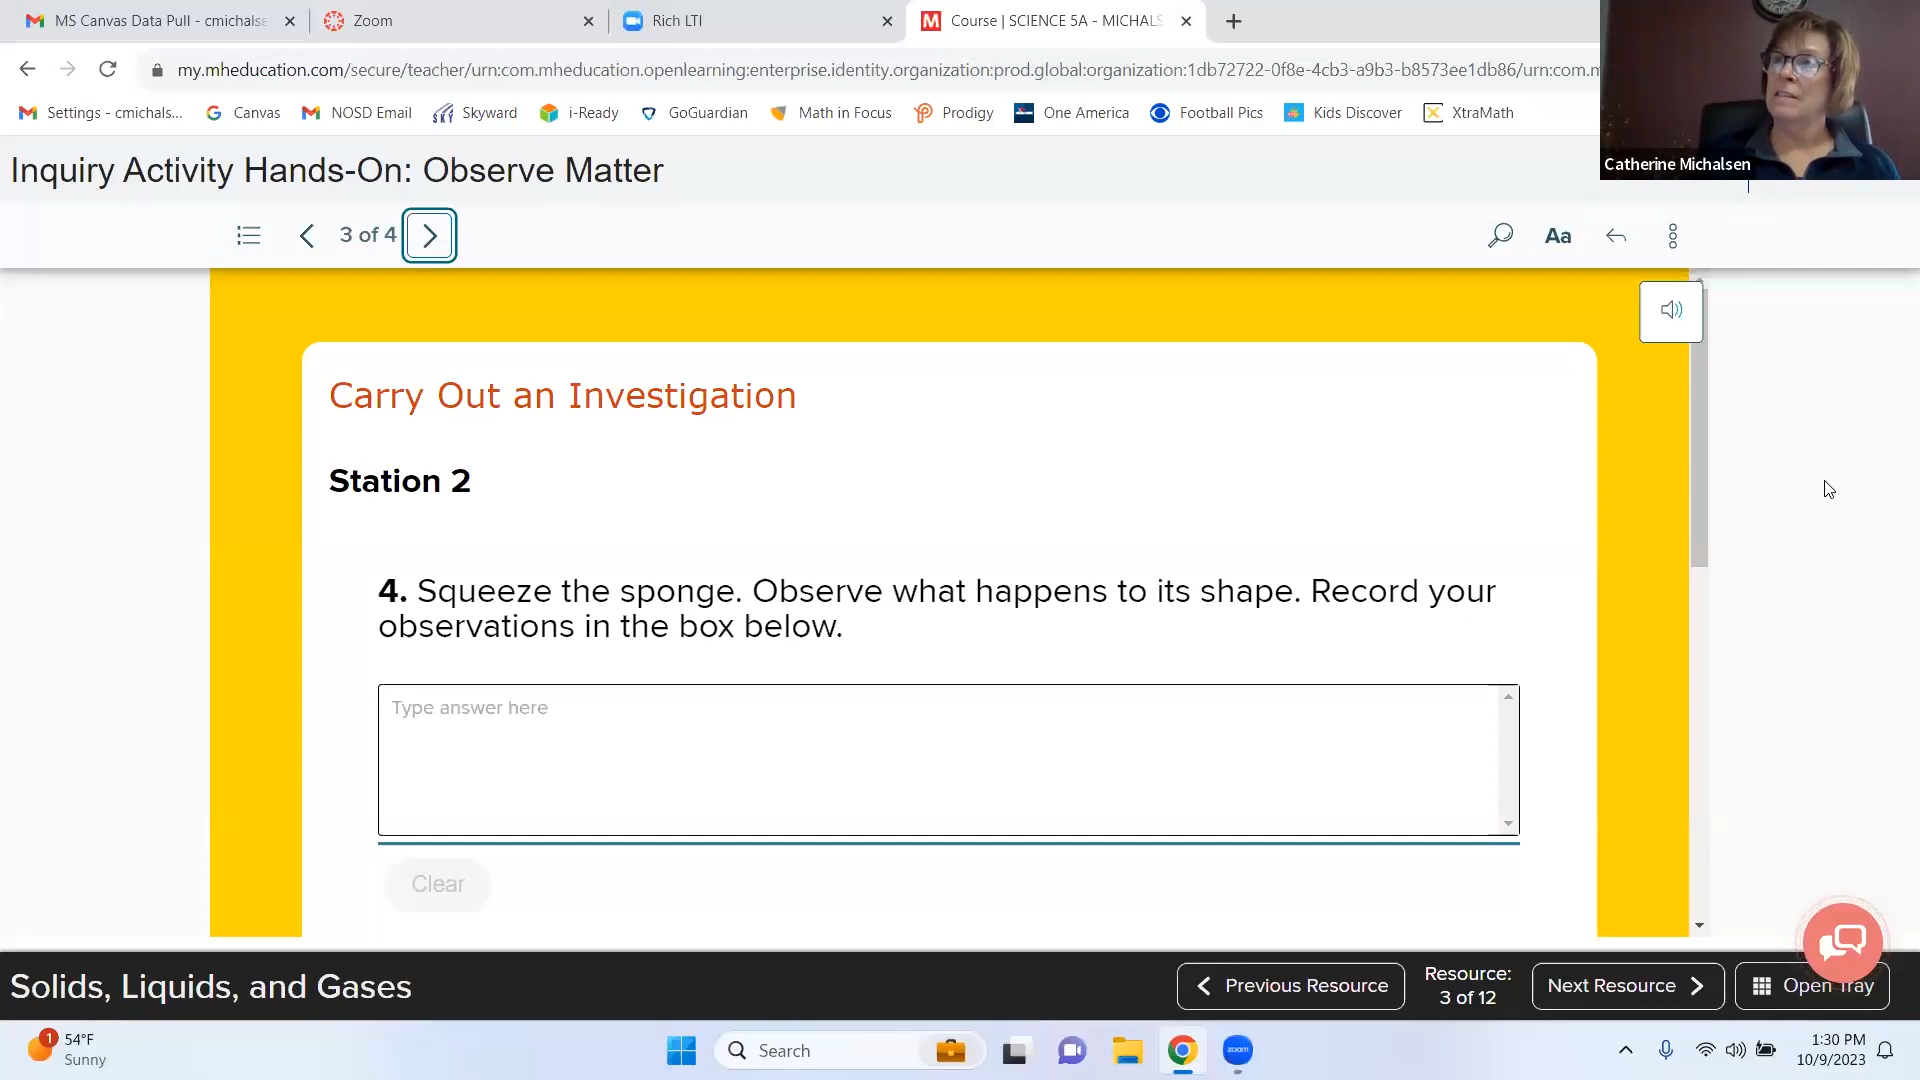 MS Canvas Data Pull - cmichalse
Zoom
Rich LTI
Course | SCIENCE 5A - MICHALS
my.mheducation.com/secure/teacher/urn:com.mheducation.openlearning:enterprise.identity.organization:prod.global:organization:1db72722-0f8e-4cb3-a9b3-b8573ee1db86/urn:com.m
Settings - cmichals...
Canvas
NOSD Email
Skyward
i-Ready
GoGuardian
Math in Focus
Prodigy
One America
Football Pics
Kids Discover
XtraMath
Catherine Michalsen
Inquiry Activity Hands-On: Observe Matter
3 of 4
Aa
Carry Out an Investigation
Station 2
4. Squeeze the sponge. Observe what happens to its shape. Record your
observations in the box below.
Type answer here
Clear
Solids, Liquids, and Gases
Previous Resource
Resource:
3 of 12
Next Resource
Open Tray
1
54°F
Sunny
Search
zoom
1:30 PM
10/9/2023